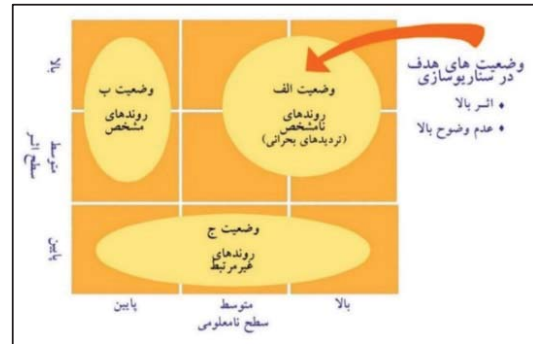 وضعیت های هدف
در سناریوسازی
• اثر بالا
• عدم وضوح بالا
بالا
متوسط
پایین
سطح اثر
وضعیت الف
روندهای
نامشخص
(تردیدهای بحرانی)
وضعیت ب
روندهای
مشخص
وضعیت ج
روندهای
غیرمرتبط
بالا
متوسط
پایین
سطح نامعلومی